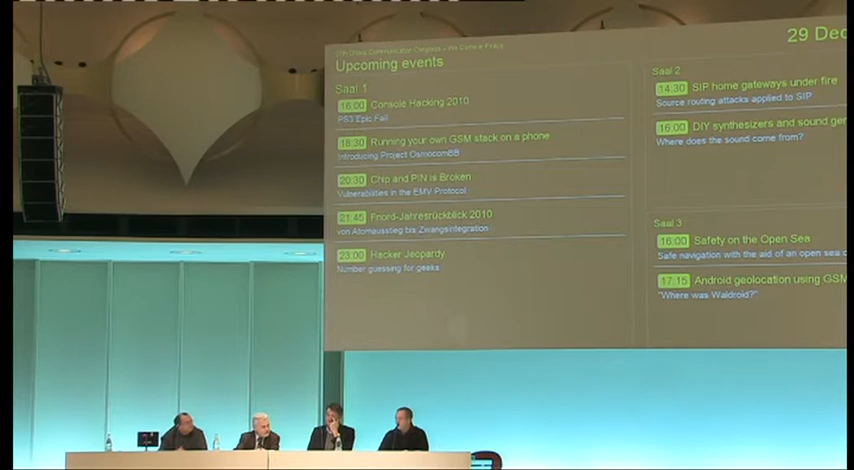 27th Chaos Communication Congress – We Come in Peace
29 Dec
Upcoming events
Saal 1
16:00 Console Hacking 2010
PS3 Epic Fail
18:30 Running your own GSM stack on a phone
Introducing Project OsmocomBB
20:30 Chip and PIN is Broken
Vulnerabilities in the EMV Protocol
21:45 Fnord-Jahresrückblick 2010
von Atomausstieg bis Zwangsintegration
23:00 Hacker Jeopardy
Number guessing for geeks
Saal 2
14:30 SIP home gateways under fire
Source routing attacks applied to SIP
16:00 DIY synthesizers and sound gen
Where does the sound come from?
Saal 3
16:00 Safety on the Open Sea
Safe navigation with the aid of an open sea c
17:15 Android geolocation using GSM
"Where was Waldroid?"